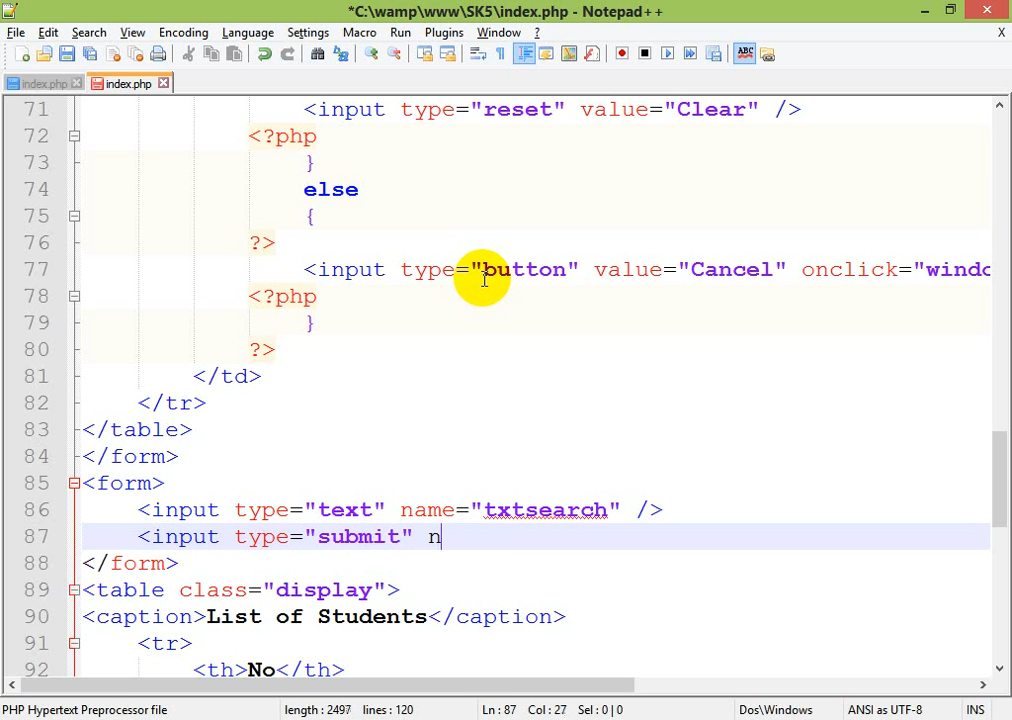 *C:\wamp\www\SK5\index.php - Notepad++
File Edit Search View Encoding Language Settings Macro Run Plugins Window ? X
index.php index.php
71 <input type="reset" value="Clear" />
72 <?php
73 }
74 else
75 {
76 ?>
77 <input type="button" value="Cancel" onclick="windo
78 <?php
79 }
80 ?>
81 </td>
82 </tr>
83 </table>
84 </form>
85 <form>
86 <input type="text" name="txtsearch" />
87 <input type="submit" n
88 </form>
89 <table class="display">
90 <caption>List of Students</caption>
91 <tr>
92 <th>No</th>
PHP Hypertext Preprocessor file length : 2497 lines : 120 Ln : 87 Col : 27 Sel : 0 | 0 Dos\Windows ANSI as UTF-8 INS